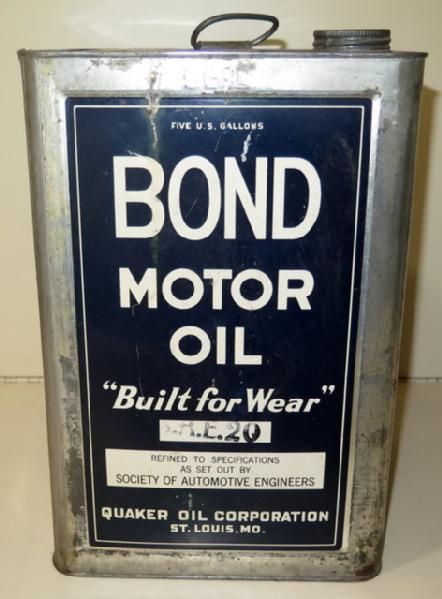 FIVE U.S. GALLONS
BOND
MOTOR
OIL
"Built for Wear"
S.A.E.20
REFINED TO SPECIFICATIONS
AS SET OUT BY
SOCIETY OF AUTOMOTIVE ENGINEERS
QUAKER OIL CORPORATION
ST. LOUIS. MO.